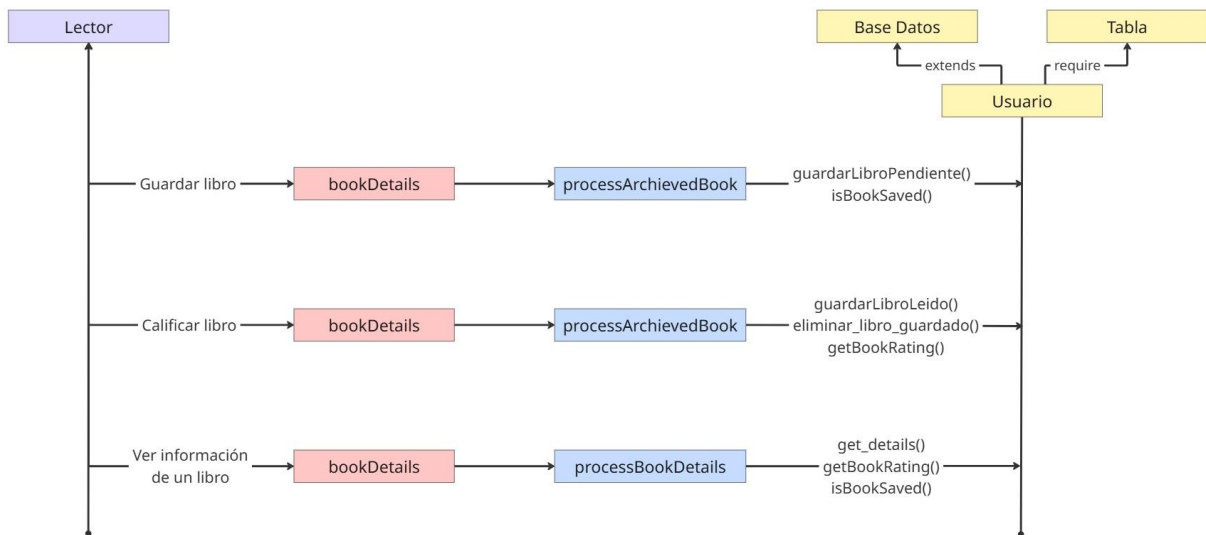 Lector
Base Datos
Tabla
extends
require
Usuario
Guardar libro
bookDetails
processArchievedBook
guardarLibroPendiente()
isBookSaved()
Calificar libro
bookDetails
processArchievedBook
guardarLibroLeido()
eliminar_libro_guardado()
getBookRating()
Ver información
de un libro
bookDetails
processBookDetails
get_details()
getBookRating()
isBookSaved()